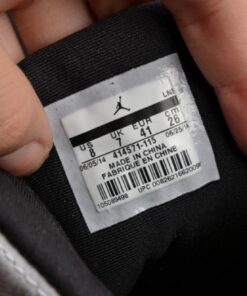 US UK EUR cm
8 7 41 26
06/05/14 414571-115 06/25/14
MADE IN CHINA
FABRIQUÉ EN CHINE